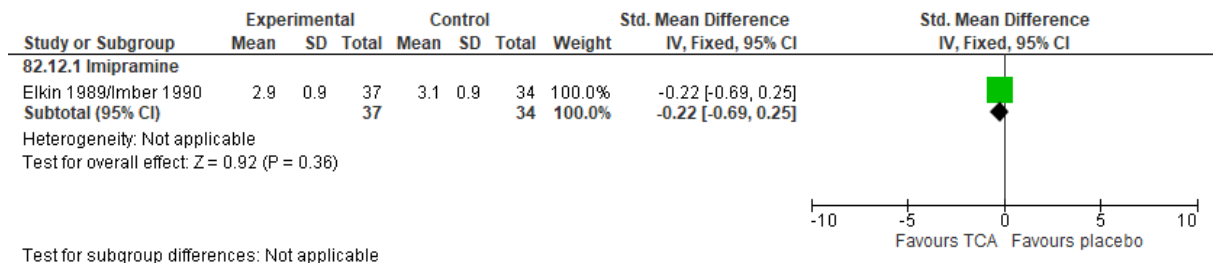 Experimental Control Std. Mean Difference Std. Mean Difference
Study or Subgroup Mean SD Total Mean SD Total Weight IV, Fixed, 95% CI IV, Fixed, 95% CI
82.12.1 Imipramine
Elkin 1989/Imber 1990 2.9 0.9 37 3.1 0.9 34 100.0% -0.22 [-0.69, 0.25]
Subtotal (95% CI) 37 34 100.0% -0.22 [-0.69, 0.25]
Heterogeneity: Not applicable
Test for overall effect: Z = 0.92 (P = 0.36)
-10 -5 0 5 10
Favours TCA Favours placebo
Test for subgroup differences: Not applicable